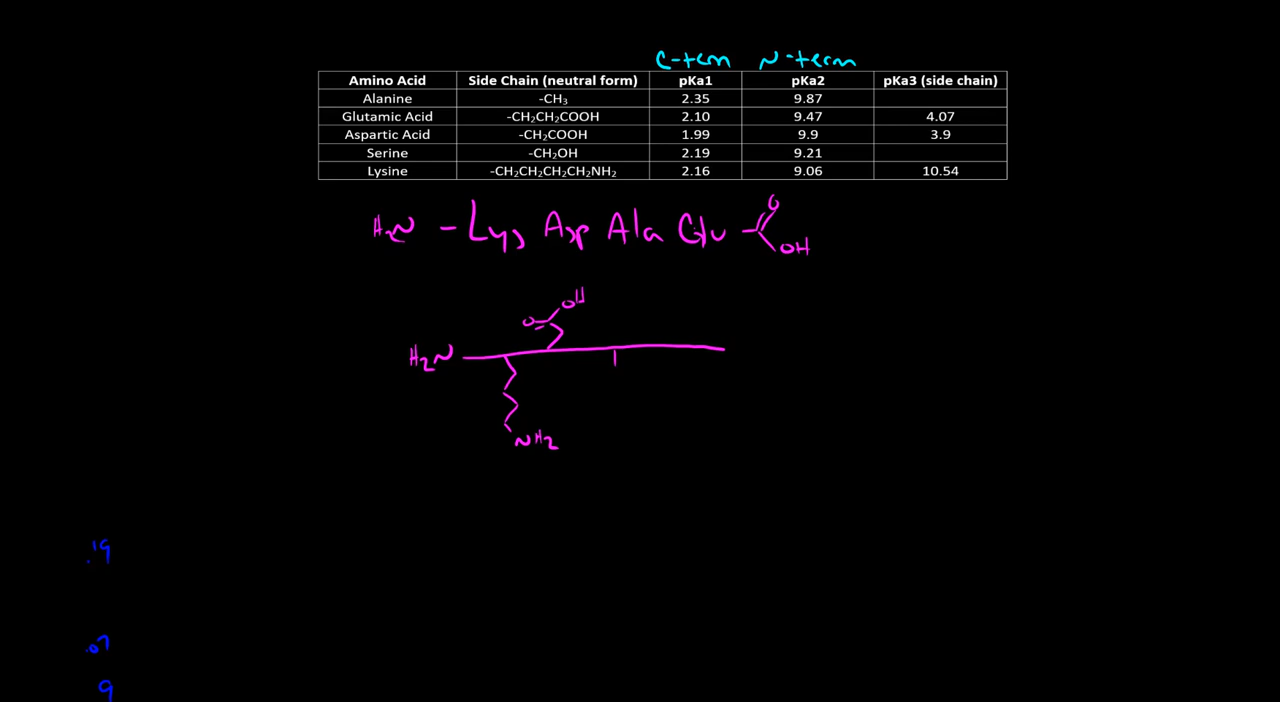 C-term N-term
Amino Acid Side Chain (neutral form) pKa1 pKa2 pKa3 (side chain)
Alanine -CH₃ 2.35 9.87
Glutamic Acid -CH₂CH₂COOH 2.10 9.47 4.07
Aspartic Acid -CH₂COOH 1.99 9.9 3.9
Serine -CH₂OH 2.19 9.21
Lysine -CH₂CH₂CH₂CH₂NH₂ 2.16 9.06 10.54
H₂N - Lys Asp Ala Glu O
OH
OH
O
H₂N
NH₂
.19
.07
9